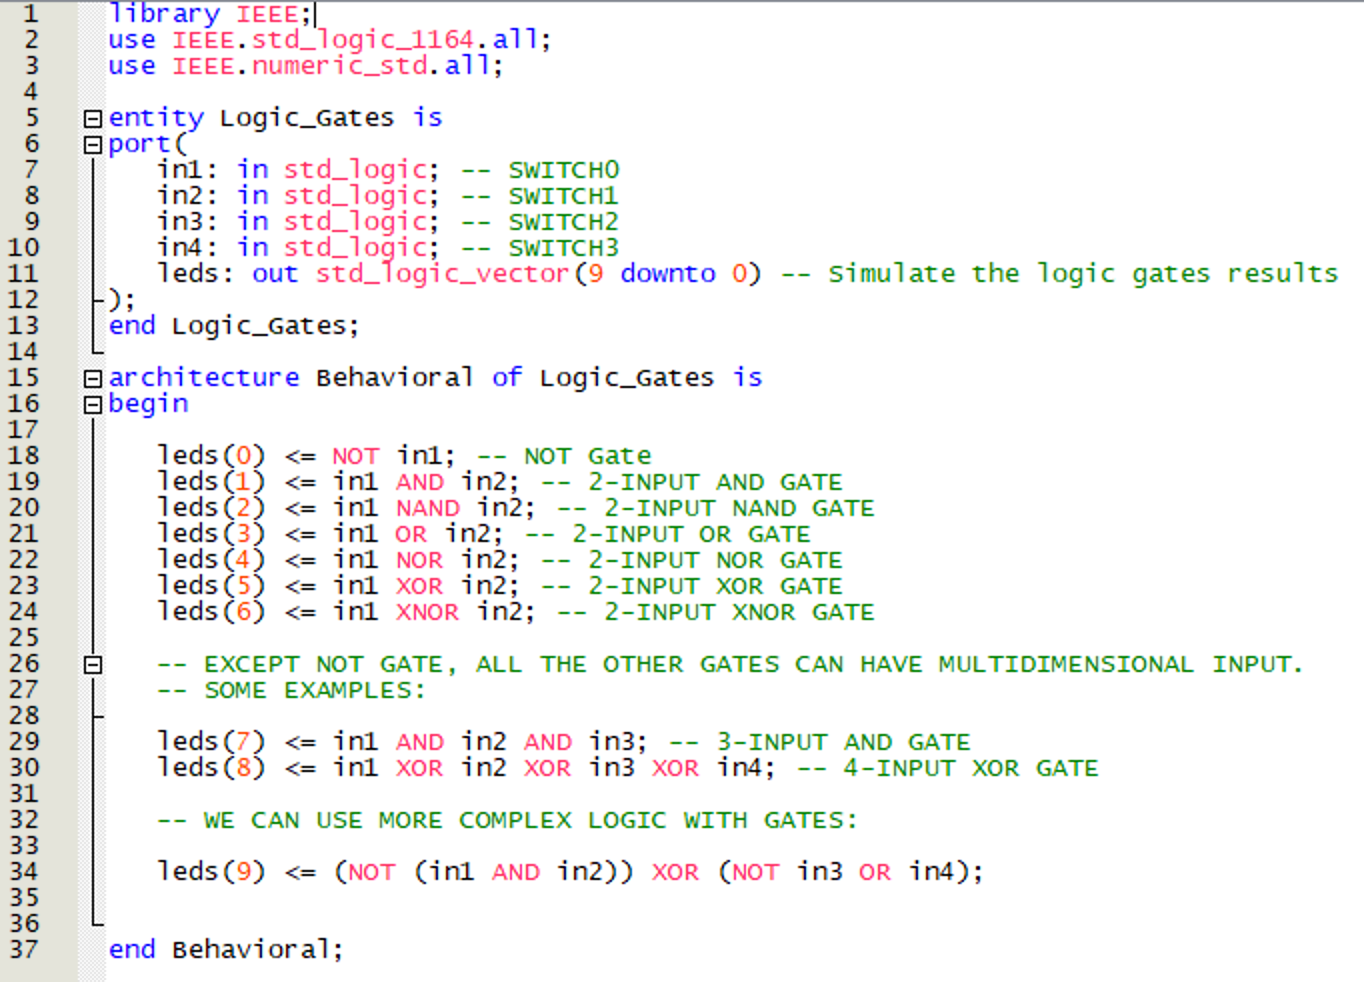 1 library IEEE;
2 use IEEE.std_logic_1164.all;
3 use IEEE.numeric_std.all;
4
5 entity Logic_Gates is
6 port(
7 in1: in std_logic; -- SWITCH0
8 in2: in std_logic; -- SWITCH1
9 in3: in std_logic; -- SWITCH2
10 in4: in std_logic; -- SWITCH3
11 leds: out std_logic_vector(9 downto 0) -- Simulate the logic gates results
12 );
13 end Logic_Gates;
14
15 architecture Behavioral of Logic_Gates is
16 begin
17
18 leds(0) <= NOT in1; -- NOT Gate
19 leds(1) <= in1 AND in2; -- 2-INPUT AND GATE
20 leds(2) <= in1 NAND in2; -- 2-INPUT NAND GATE
21 leds(3) <= in1 OR in2; -- 2-INPUT OR GATE
22 leds(4) <= in1 NOR in2; -- 2-INPUT NOR GATE
23 leds(5) <= in1 XOR in2; -- 2-INPUT XOR GATE
24 leds(6) <= in1 XNOR in2; -- 2-INPUT XNOR GATE
25
26 -- EXCEPT NOT GATE, ALL THE OTHER GATES CAN HAVE MULTIDIMENSIONAL INPUT.
27 -- SOME EXAMPLES:
28
29 leds(7) <= in1 AND in2 AND in3; -- 3-INPUT AND GATE
30 leds(8) <= in1 XOR in2 XOR in3 XOR in4; -- 4-INPUT XOR GATE
31
32 -- WE CAN USE MORE COMPLEX LOGIC WITH GATES:
33
34 leds(9) <= (NOT (in1 AND in2)) XOR (NOT in3 OR in4);
35
36
37 end Behavioral;